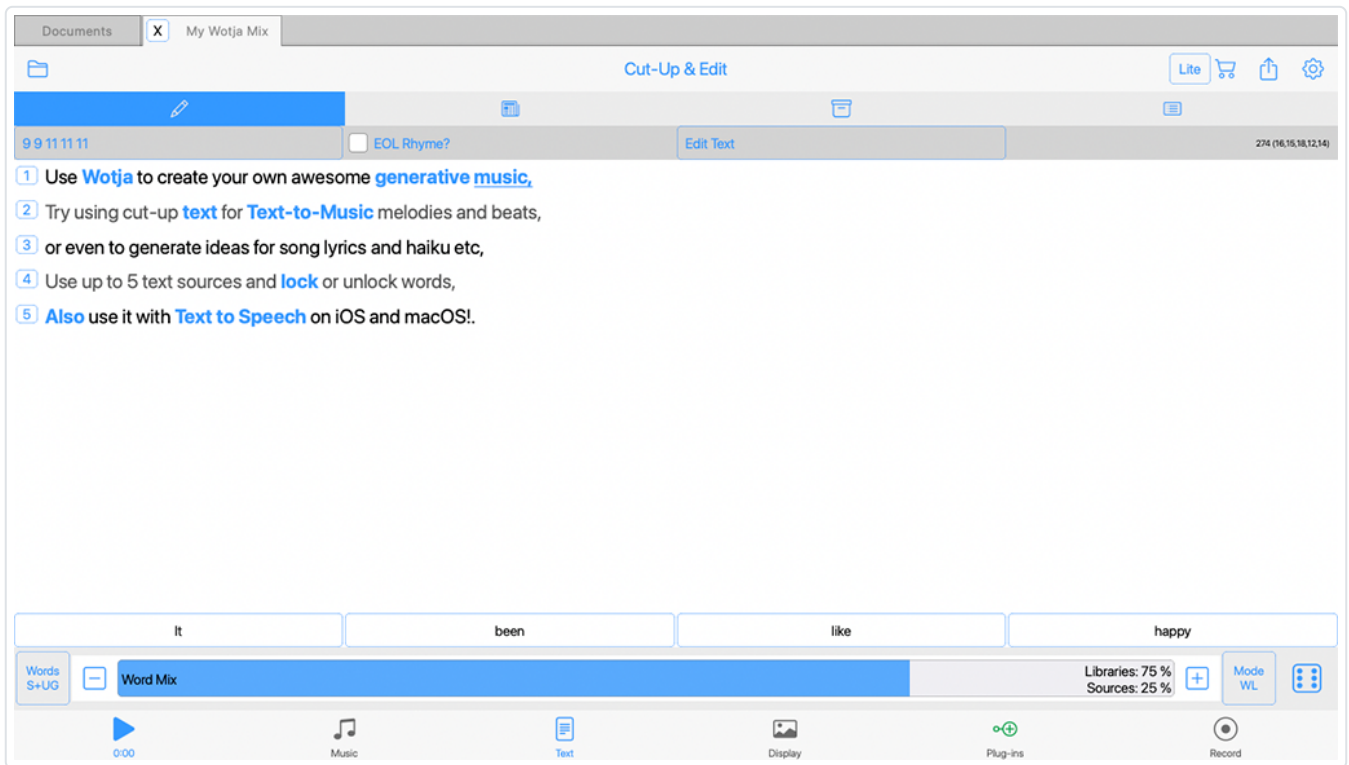 Documents X My Wotja Mix
Cut-Up & Edit Lite
9 9 11 11 11 EOL Rhyme? Edit Text 274 (16,15,18,12,14)
1 Use Wotja to create your own awesome generative music,
2 Try using cut-up text for Text-to-Music melodies and beats,
3 or even to generate ideas for song lyrics and haiku etc,
4 Use up to 5 text sources and lock or unlock words,
5 Also use it with Text to Speech on iOS and macOS!.
It been like happy
Words S+UG
Word Mix
Libraries: 75 %
Sources: 25 %
Mode WL
0:00 Music Text Display Plug-ins Record